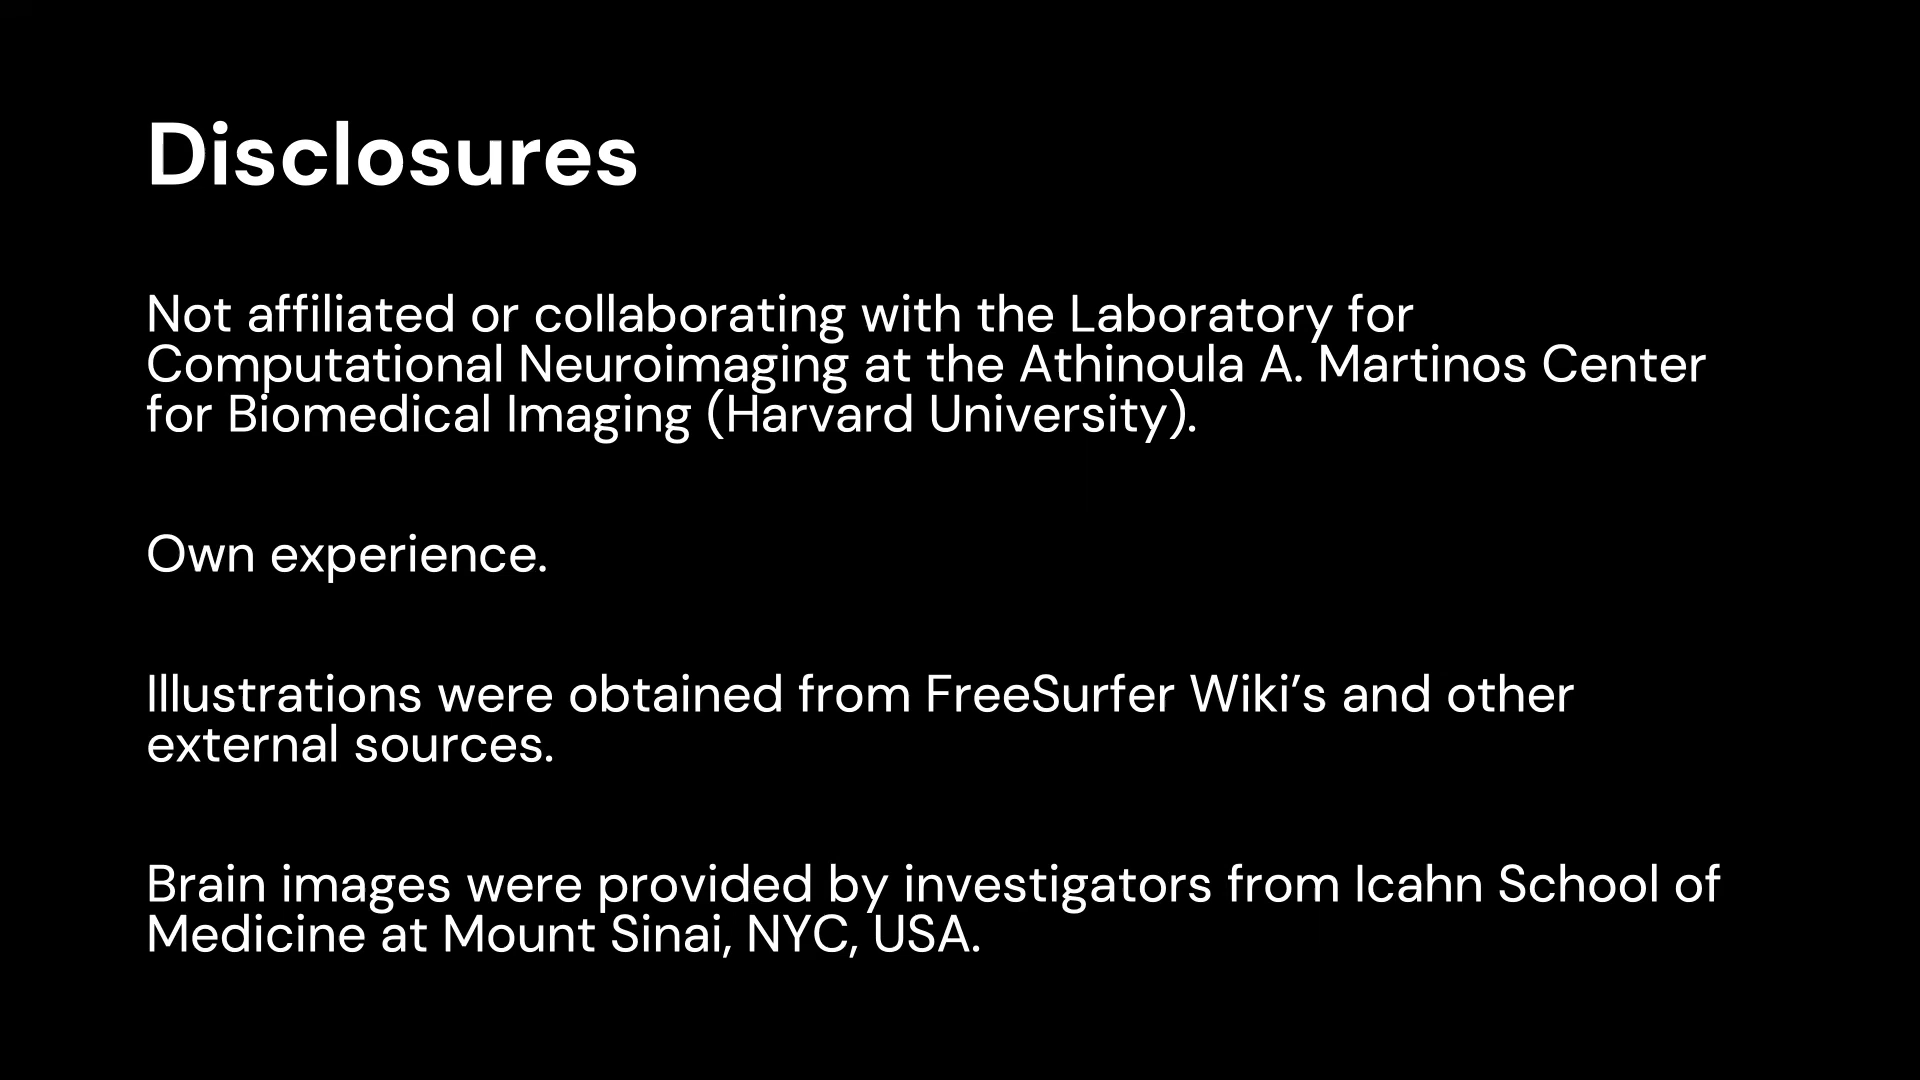 Disclosures
Not affiliated or collaborating with the Laboratory for
Computational Neuroimaging at the Athinoula A. Martinos Center
for Biomedical Imaging (Harvard University).
Own experience.
Illustrations were obtained from FreeSurfer Wiki’s and other
external sources.
Brain images were provided by investigators from Icahn School of
Medicine at Mount Sinai, NYC, USA.